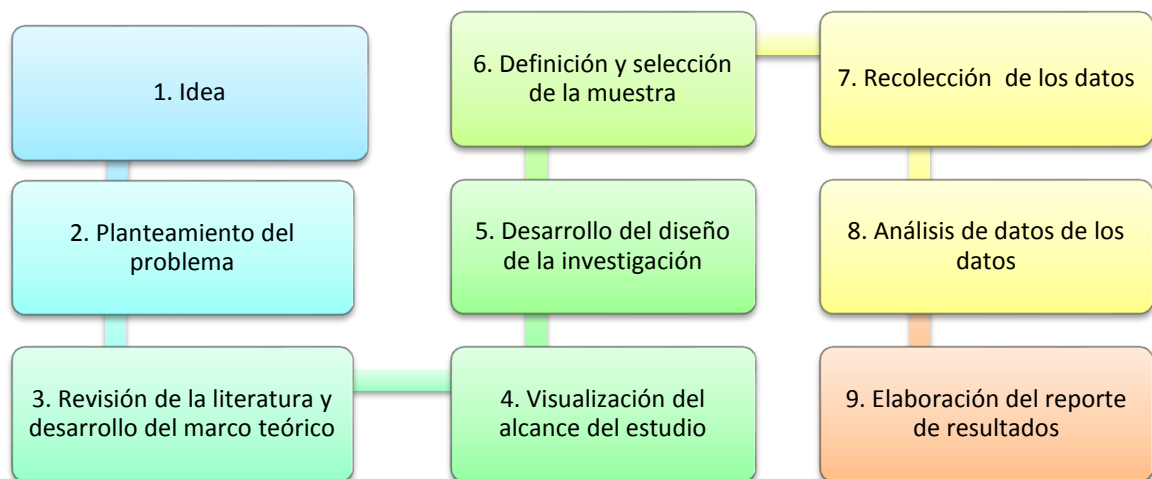 1. Idea
2. Planteamiento del
problema
3. Revisión de la literatura y
desarrollo del marco teórico
4. Visualización del
alcance del estudio
5. Desarrollo del diseño
de la investigación
6. Definición y selección
de la muestra
7. Recolección de los datos
8. Análisis de datos de los
datos
9. Elaboración del reporte
de resultados